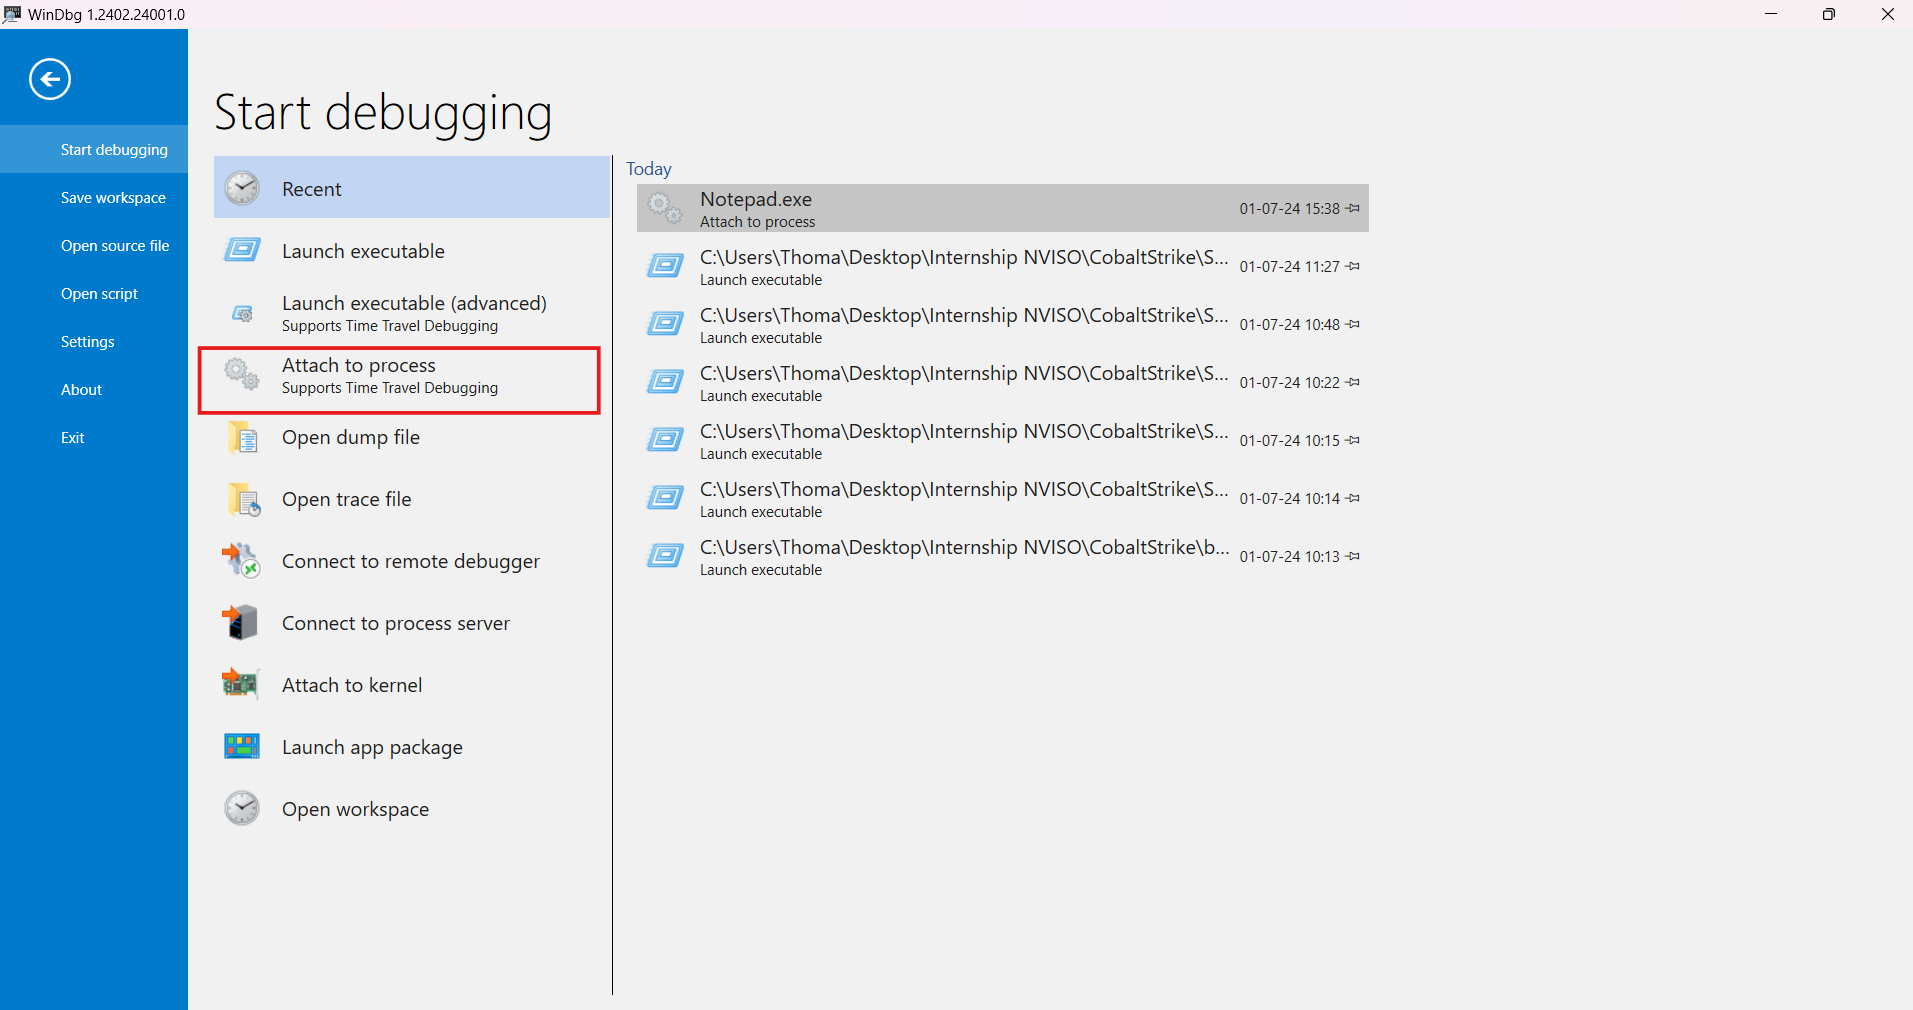 WinDbg 1.2402.24001.0
Start debugging
Save workspace
Open source file
Open script
Settings
About
Exit
Start debugging
Recent
Launch executable
Launch executable (advanced)
Supports Time Travel Debugging
Attach to process
Supports Time Travel Debugging
Open dump file
Open trace file
Connect to remote debugger
Connect to process server
Attach to kernel
Launch app package
Open workspace
Today
Notepad.exe
Attach to process
01-07-24 15:38
C:\Users\Thoma\Desktop\Internship NVISO\CobaltStrike\S...
Launch executable
01-07-24 11:27
C:\Users\Thoma\Desktop\Internship NVISO\CobaltStrike\S...
Launch executable
01-07-24 10:48
C:\Users\Thoma\Desktop\Internship NVISO\CobaltStrike\S...
Launch executable
01-07-24 10:22
C:\Users\Thoma\Desktop\Internship NVISO\CobaltStrike\S...
Launch executable
01-07-24 10:15
C:\Users\Thoma\Desktop\Internship NVISO\CobaltStrike\S...
Launch executable
01-07-24 10:14
C:\Users\Thoma\Desktop\Internship NVISO\CobaltStrike\b...
Launch executable
01-07-24 10:13